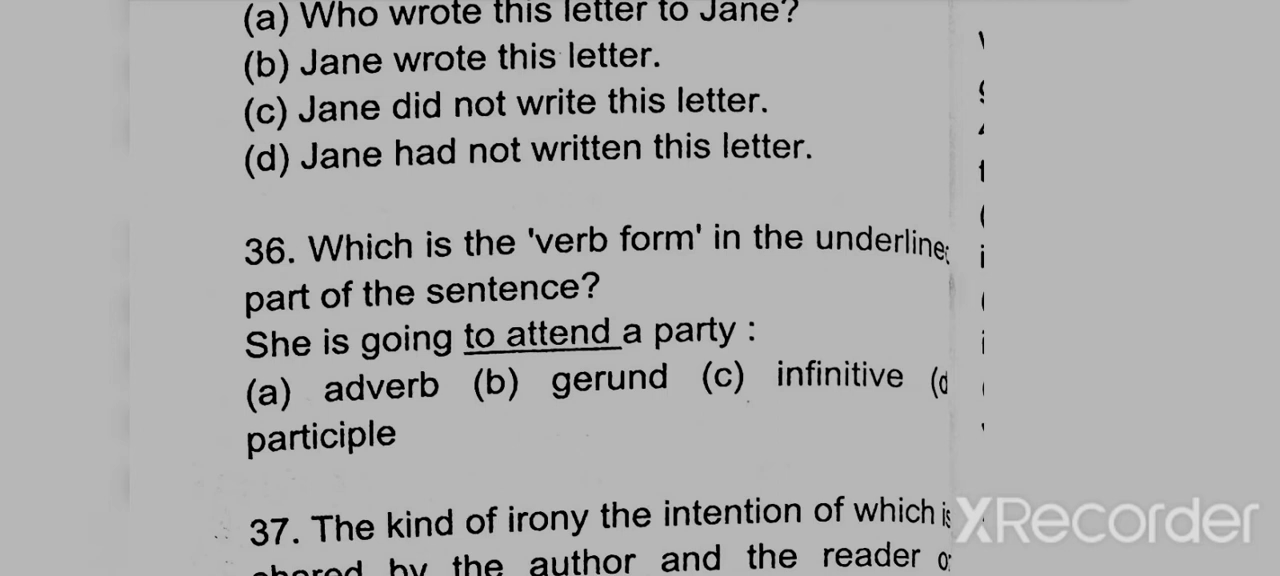 (a) Who wrote this letter to Jane?
(b) Jane wrote this letter.
(c) Jane did not write this letter.
(d) Jane had not written this letter.
36. Which is the 'verb form' in the underline
part of the sentence?
She is going to attend a party :
(a) adverb (b) gerund (c) infinitive (d
participle
37. The kind of irony the intention of which is
shared by the author and the reader
XRecorder